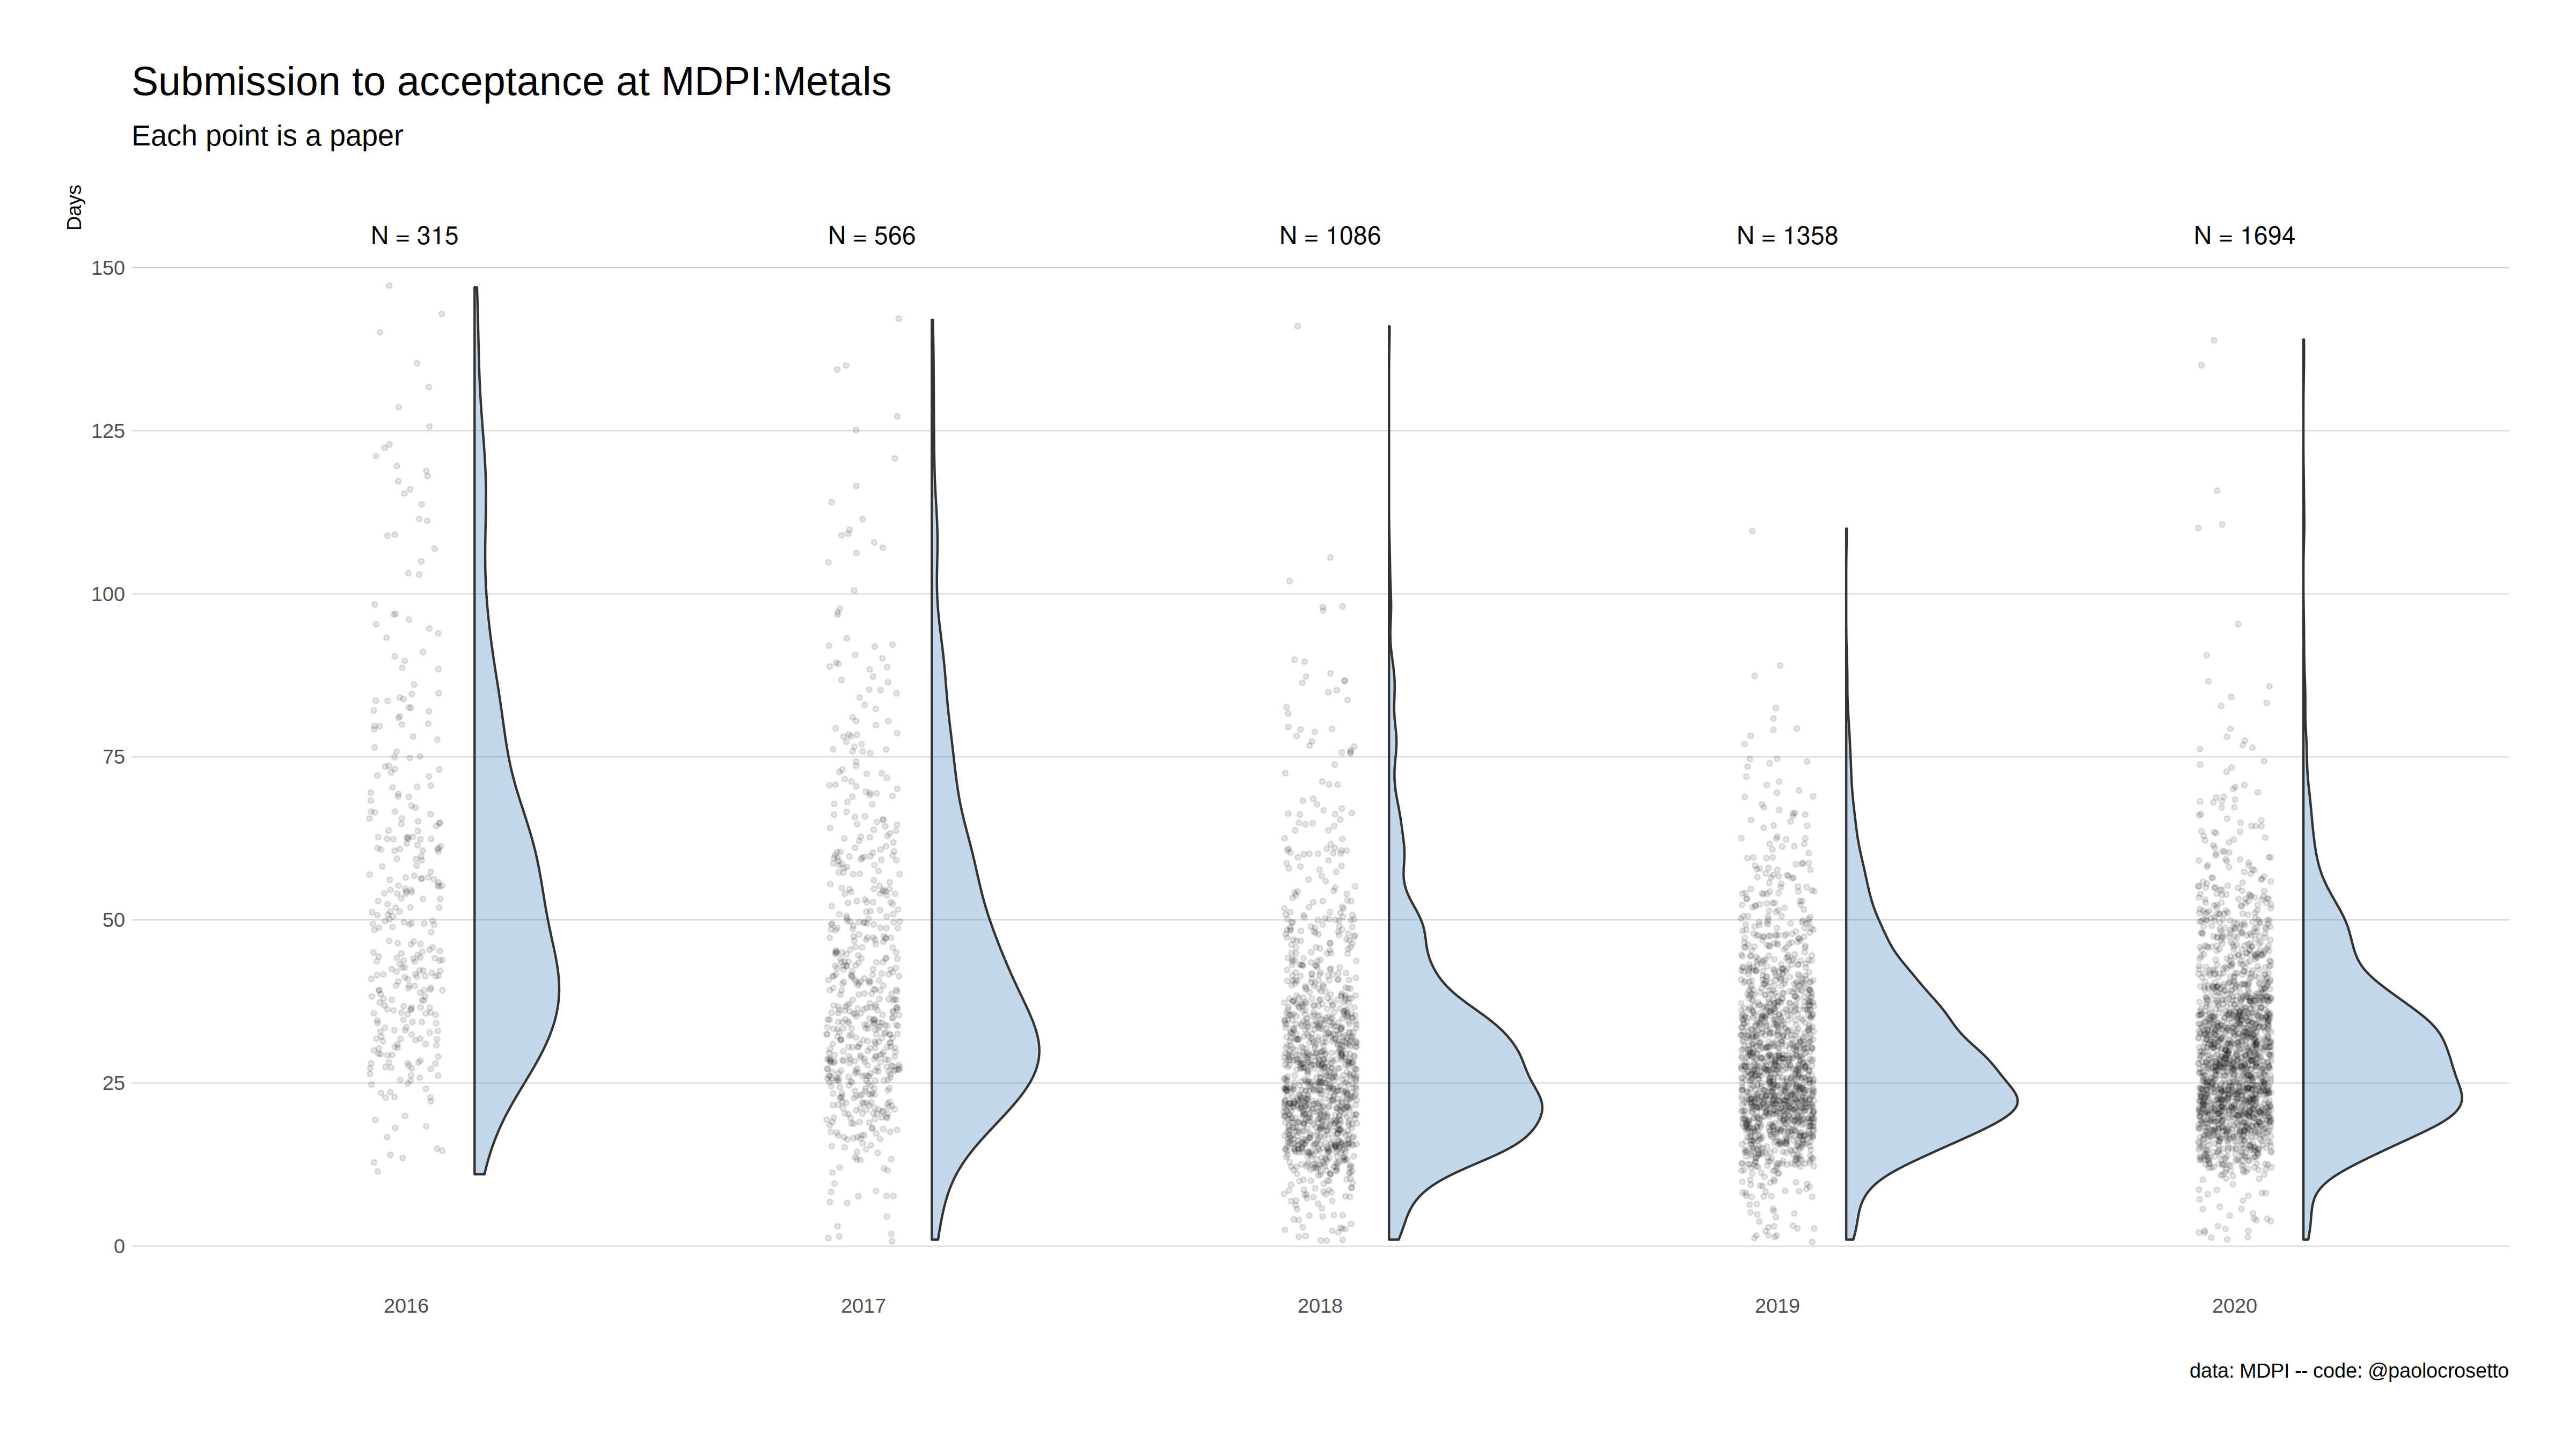 Submission to acceptance at MDPI:Metals
Each point is a paper
Days
N = 315
N = 566
N = 1086
N = 1358
N = 1694
150
125
100
75
50
25
0
2016
2017
2018
2019
2020
data: MDPI -- code: @paolocrosetto